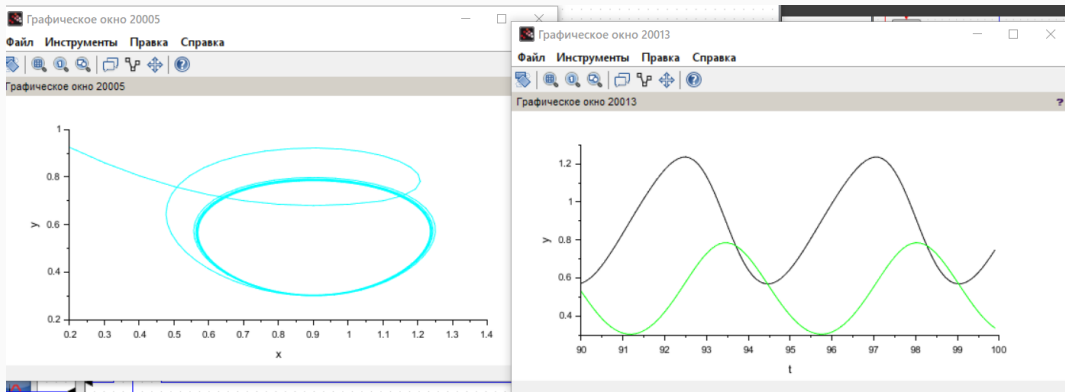 Графическое окно 20005
Файл Инструменты Правка Справка
Графическое окно 20005
1
0.8
y 0.6
0.4
0.2
0.2 0.3 0.4 0.5 0.6 0.7 0.8 0.9 1 1.1 1.2 1.3 1.4
x
Графическое окно 20013
Файл Инструменты Правка Справка
Графическое окно 20013 ?
1.2
1
y 0.8
0.6
0.4
90 91 92 93 94 95 96 97 98 99 100
t